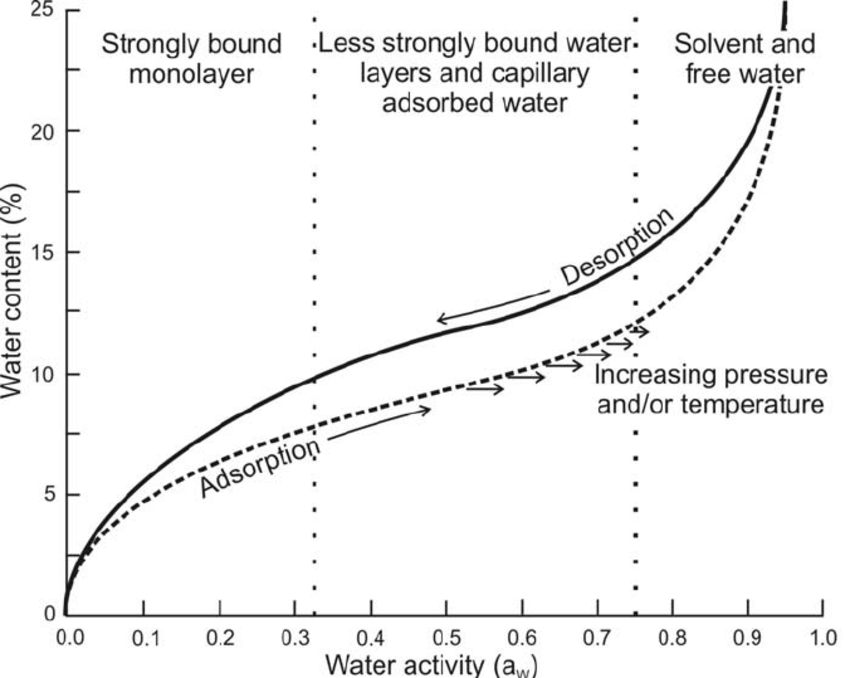 Strongly bound
monolayer
Less strongly bound water
layers and capillary
adsorbed water
Solvent and
free water
Water content (%)
25
20
15
10
5
0
Desorption
Adsorption
Increasing pressure
and/or temperature
0.0 0.1 0.2 0.3 0.4 0.5 0.6 0.7 0.8 0.9 1.0
Water activity (aw)